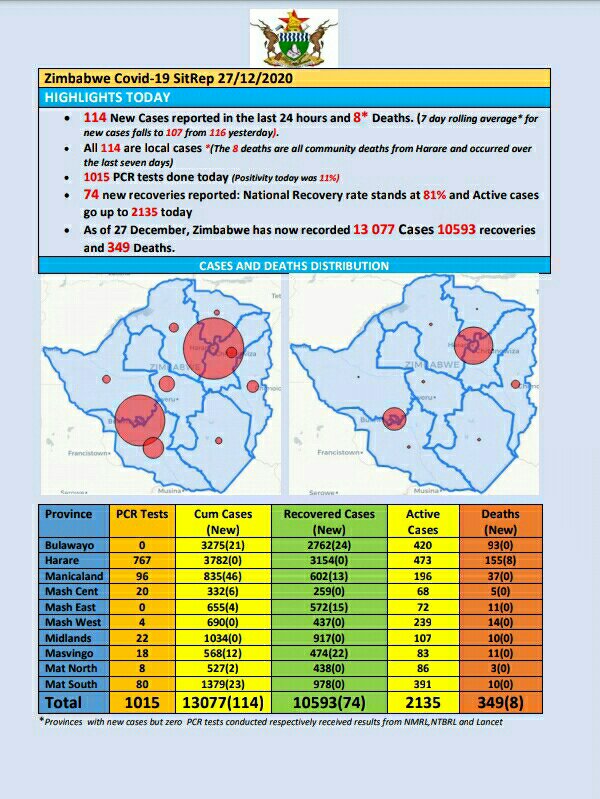 Zimbabwe Covid-19 SitRep 27/12/2020
HIGHLIGHTS TODAY
• 114 New Cases reported in the last 24 hours and 8* Deaths. (7 day rolling average* for
new cases falls to 107 from 116 yesterday).
• All 114 are local cases *(The 8 deaths are all community deaths from Harare and occurred over
the last seven days)
• 1015 PCR tests done today (Positivity today was 11%)
• 74 new recoveries reported: National Recovery rate stands at 81% and Active cases
go up to 2135 today
• As of 27 December, Zimbabwe has now recorded 13 077 Cases 10593 recoveries
and 349 Deaths.
CASES AND DEATHS DISTRIBUTION
ZIMBABWE
Francistown
Musina
ZIMBABWE
Francistown
Serowe
Musina
Province PCR Tests Cum Cases (New) Recovered Cases (New) Active Cases Deaths (New)
Bulawayo 0 3275(21) 2762(24) 420 93(0)
Harare 767 3782(0) 3154(0) 473 155(8)
Manicaland 96 835(46) 602(13) 196 37(0)
Mash Cent 20 332(6) 259(0) 68 5(0)
Mash East 0 655(4) 572(15) 72 11(0)
Mash West 4 690(0) 437(0) 239 14(0)
Midlands 22 1034(0) 917(0) 107 10(0)
Masvingo 18 568(12) 474(22) 83 11(0)
Mat North 8 527(2) 438(0) 86 3(0)
Mat South 80 1379(23) 978(0) 391 10(0)
Total 1015 13077(114) 10593(74) 2135 349(8)
*Provinces with new cases but zero PCR tests conducted respectively received results from NMRL,NTBRL and Lancet